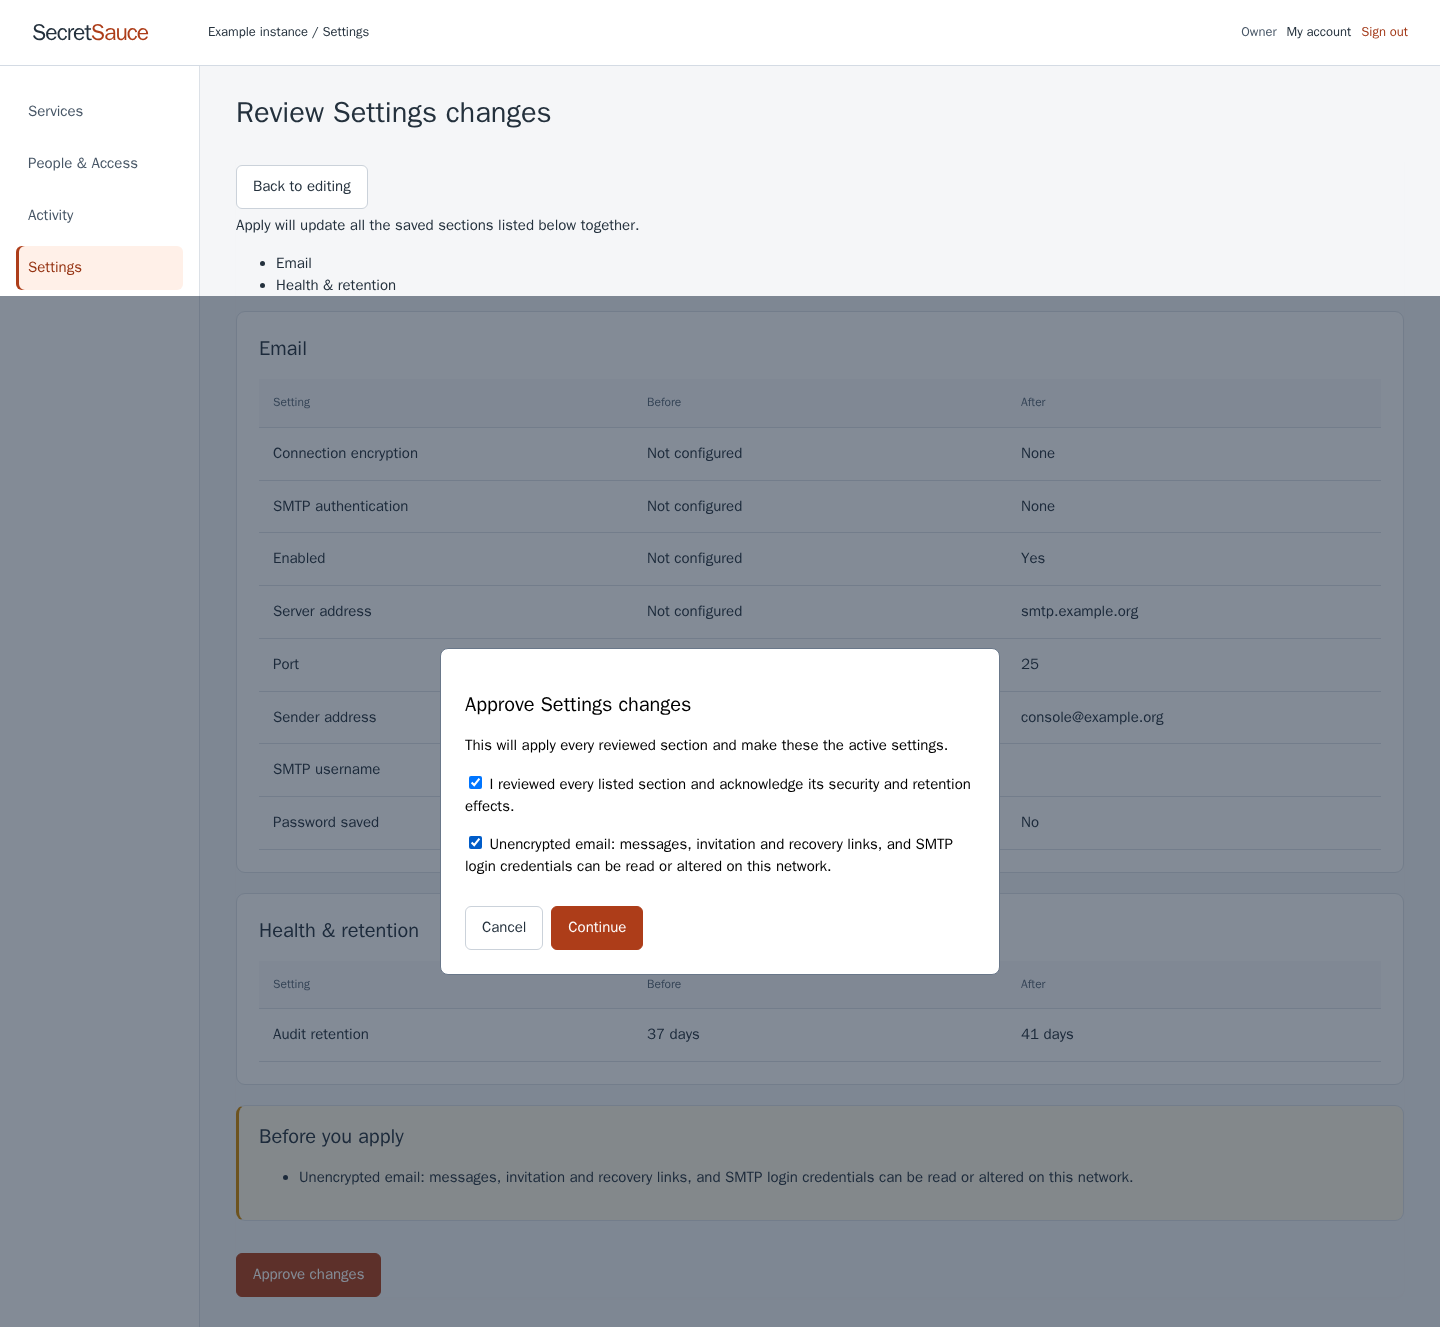 SecretSauce
Example instance / Settings
Owner My account Sign out
Services
People & Access
Activity
Settings
Review Settings changes
Back to editing
Apply will update all the saved sections listed below together.
Email
Health & retention
Email
Setting Before After
Connection encryption Not configured None
SMTP authentication Not configured None
Enabled Not configured Yes
Server address Not configured smtp.example.org
Port 25
Sender address console@example.org
SMTP username
Password saved No
Approve Settings changes
This will apply every reviewed section and make these the active settings.
I reviewed every listed section and acknowledge its security and retention
effects.
Unencrypted email: messages, invitation and recovery links, and SMTP
login credentials can be read or altered on this network.
Cancel Continue
Health & retention
Setting Before After
Audit retention 37 days 41 days
Before you apply
Unencrypted email: messages, invitation and recovery links, and SMTP login credentials can be read or altered on this network.
Approve changes